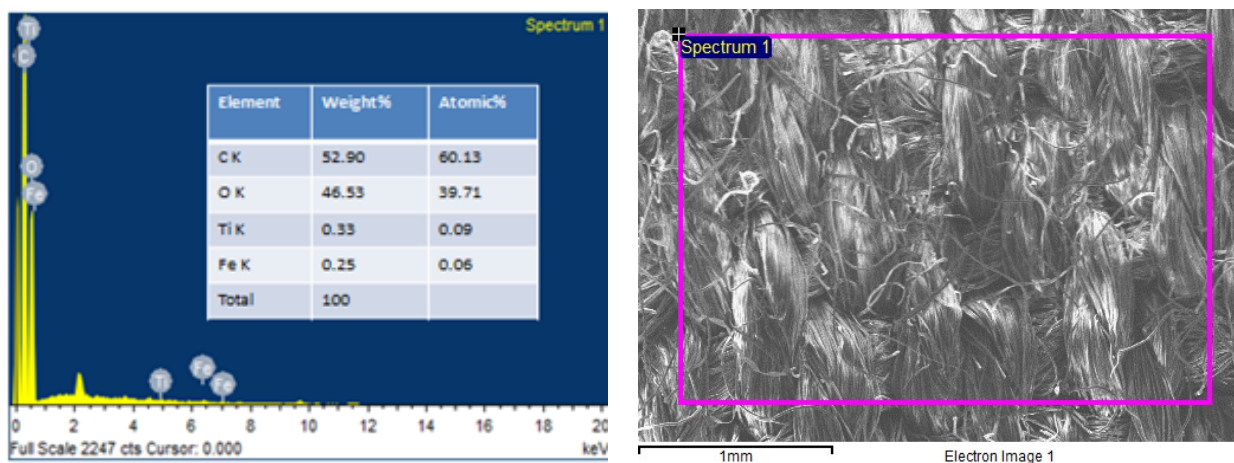 Spectrum 1
Ti
C
O
Fe
Element Weight% Atomic%
C K 52.90 60.13
O K 46.53 39.71
Ti K 0.33 0.09
Fe K 0.25 0.06
Total 100
Ti Fe Fe
0 2 4 6 8 10 12 14 16 18 20
Full Scale 2247 cts Cursor: 0.000 keV
Spectrum 1
1mm Electron Image 1